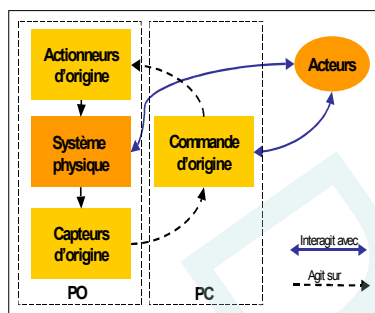 Actionneurs
d'origine
Acteurs
Système
physique
Commande
d'origine
Capteurs
d'origine
Interagit avec
Agit sur
PO
PC